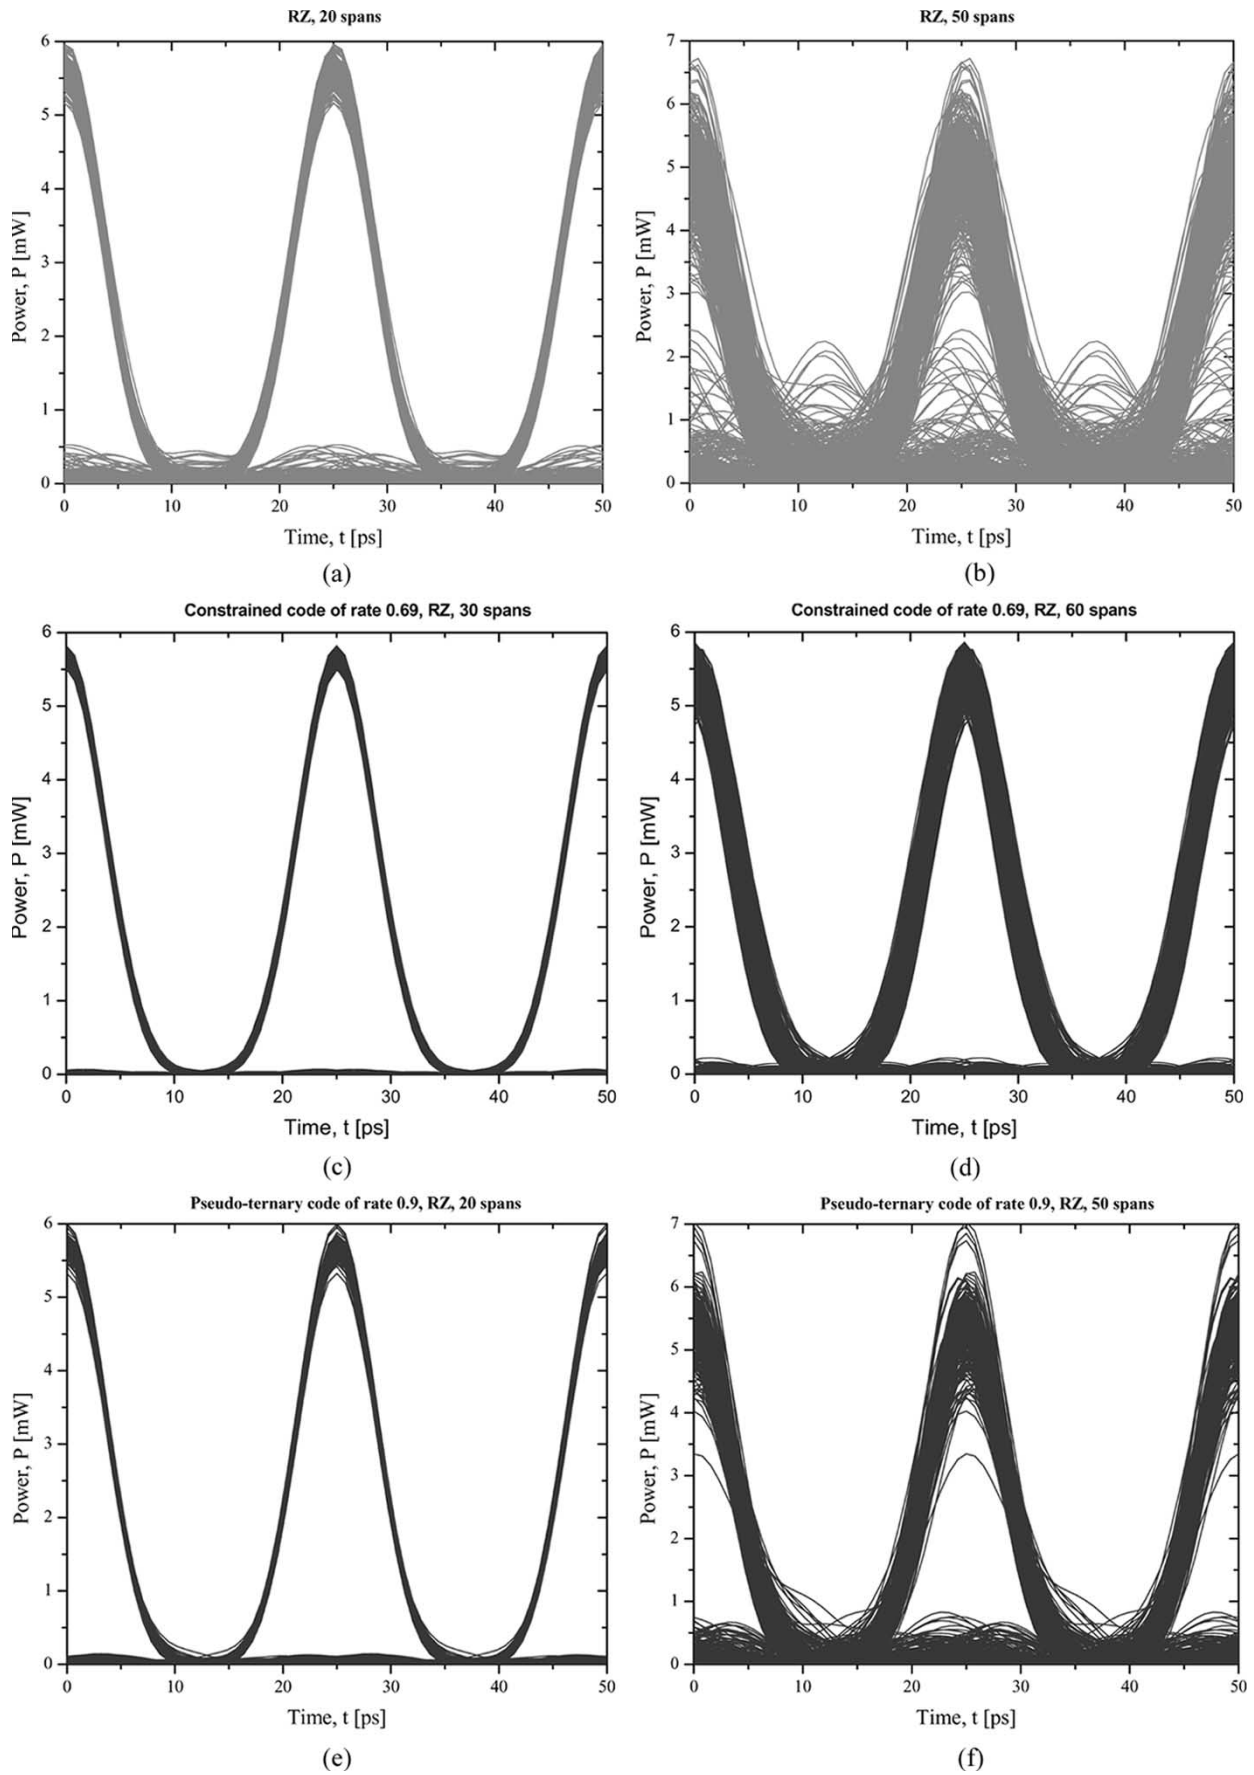 RZ, 20 spans
6
5
4
3
2
1
0
Power, P [mW]
0 10 20 30 40 50
Time, t [ps]
(a)
RZ, 50 spans
7
6
5
4
3
2
1
0
Power, P [mW]
0 10 20 30 40 50
Time, t [ps]
(b)
Constrained code of rate 0.69, RZ, 30 spans
6
5
4
3
2
1
0
Power, P [mW]
0 10 20 30 40 50
Time, t [ps]
(c)
Constrained code of rate 0.69, RZ, 60 spans
6
5
4
3
2
1
0
Power, P [mW]
0 10 20 30 40 50
Time, t [ps]
(d)
Pseudo-ternary code of rate 0.9, RZ, 20 spans
6
5
4
3
2
1
0
Power, P [mW]
0 10 20 30 40 50
Time, t [ps]
(e)
Pseudo-ternary code of rate 0.9, RZ, 50 spans
7
6
5
4
3
2
1
0
Power, P [mW]
0 10 20 30 40 50
Time, t [ps]
(f)